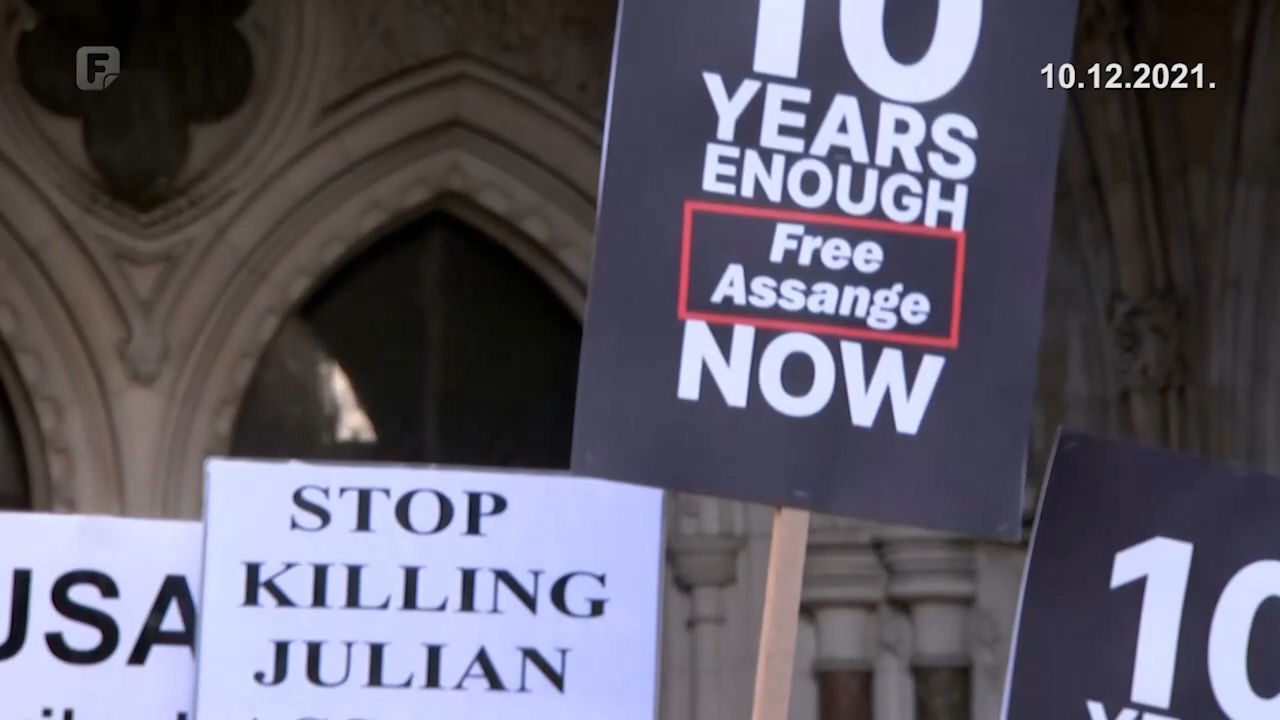 F
10.12.2021.
10
YEARS
ENOUGH
Free
Assange
NOW
STOP
KILLING
JULIAN
USA
10